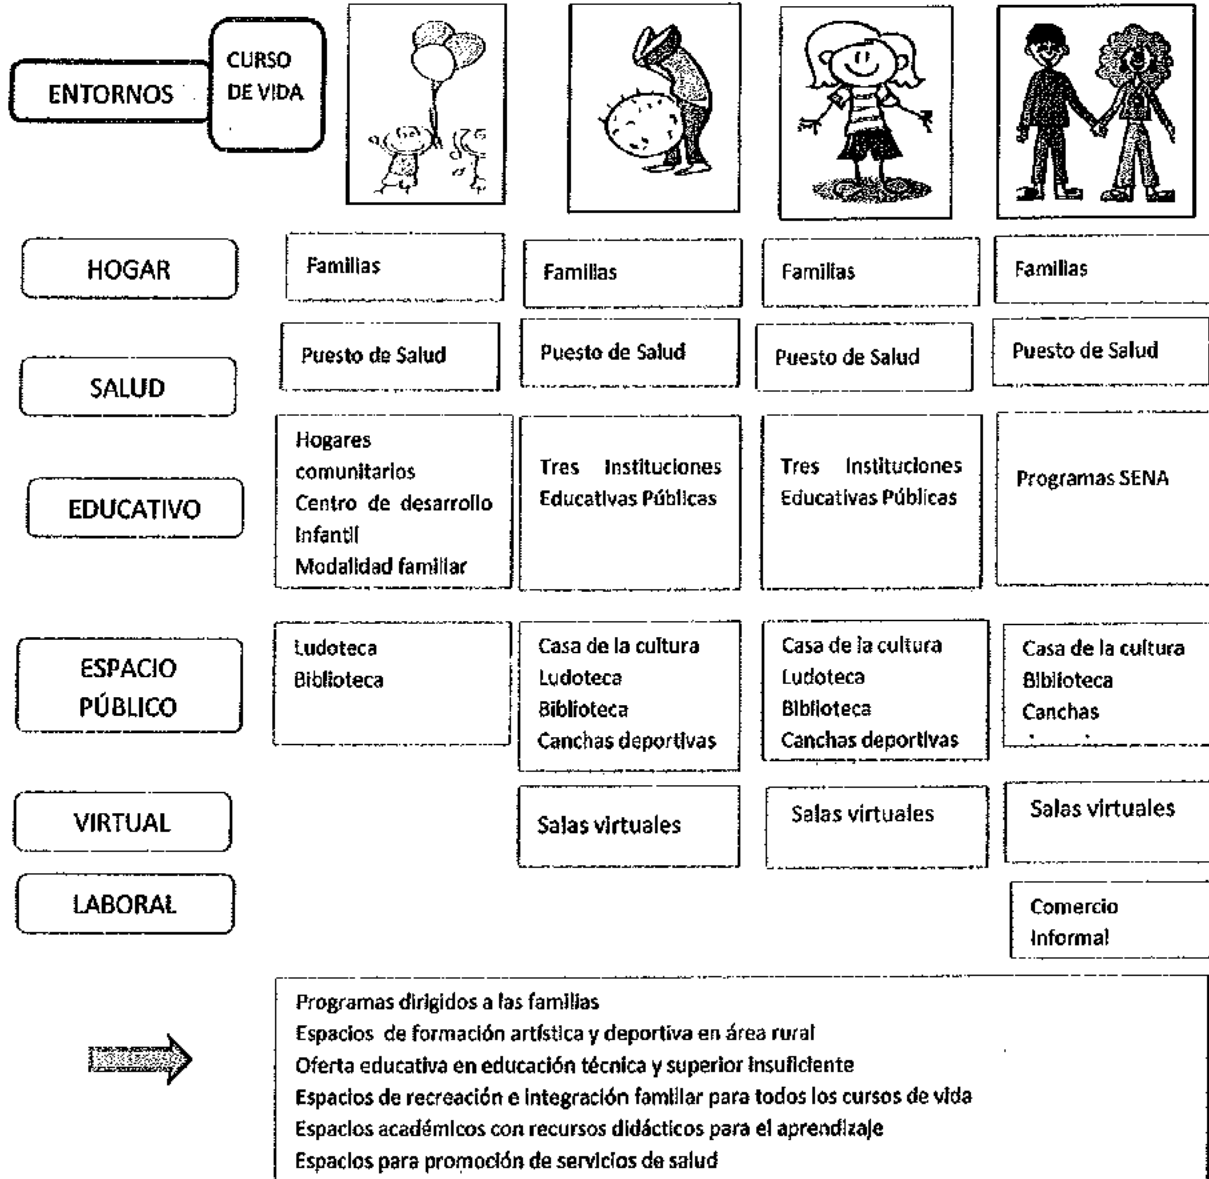 ENTORNOS
CURSO
DE VIDA
HOGAR
Familias
Familias
Familias
Familias
SALUD
Puesto de Salud
Puesto de Salud
Puesto de Salud
Puesto de Salud
EDUCATIVO
Hogares
comunitarios
Centro de desarrollo
Infantil
Modalidad familiar
Tres Instituciones
Educativas Públicas
Tres Instituciones
Educativas Públicas
Programas SENA
ESPACIO
PÚBLICO
Ludoteca
Biblioteca
Casa de la cultura
Ludoteca
Biblioteca
Canchas deportivas
Casa de la cultura
Ludoteca
Biblioteca
Canchas deportivas
Casa de la cultura
Biblioteca
Canchas
VIRTUAL
Salas virtuales
Salas virtuales
Salas virtuales
LABORAL
Comercio
Informal
Programas dirigidos a las familias
Espacios de formación artística y deportiva en área rural
Oferta educativa en educación técnica y superior insuficiente
Espacios de recreación e integración familiar para todos los cursos de vida
Espacios académicos con recursos didácticos para el aprendizaje
Espacios para promoción de servicios de salud